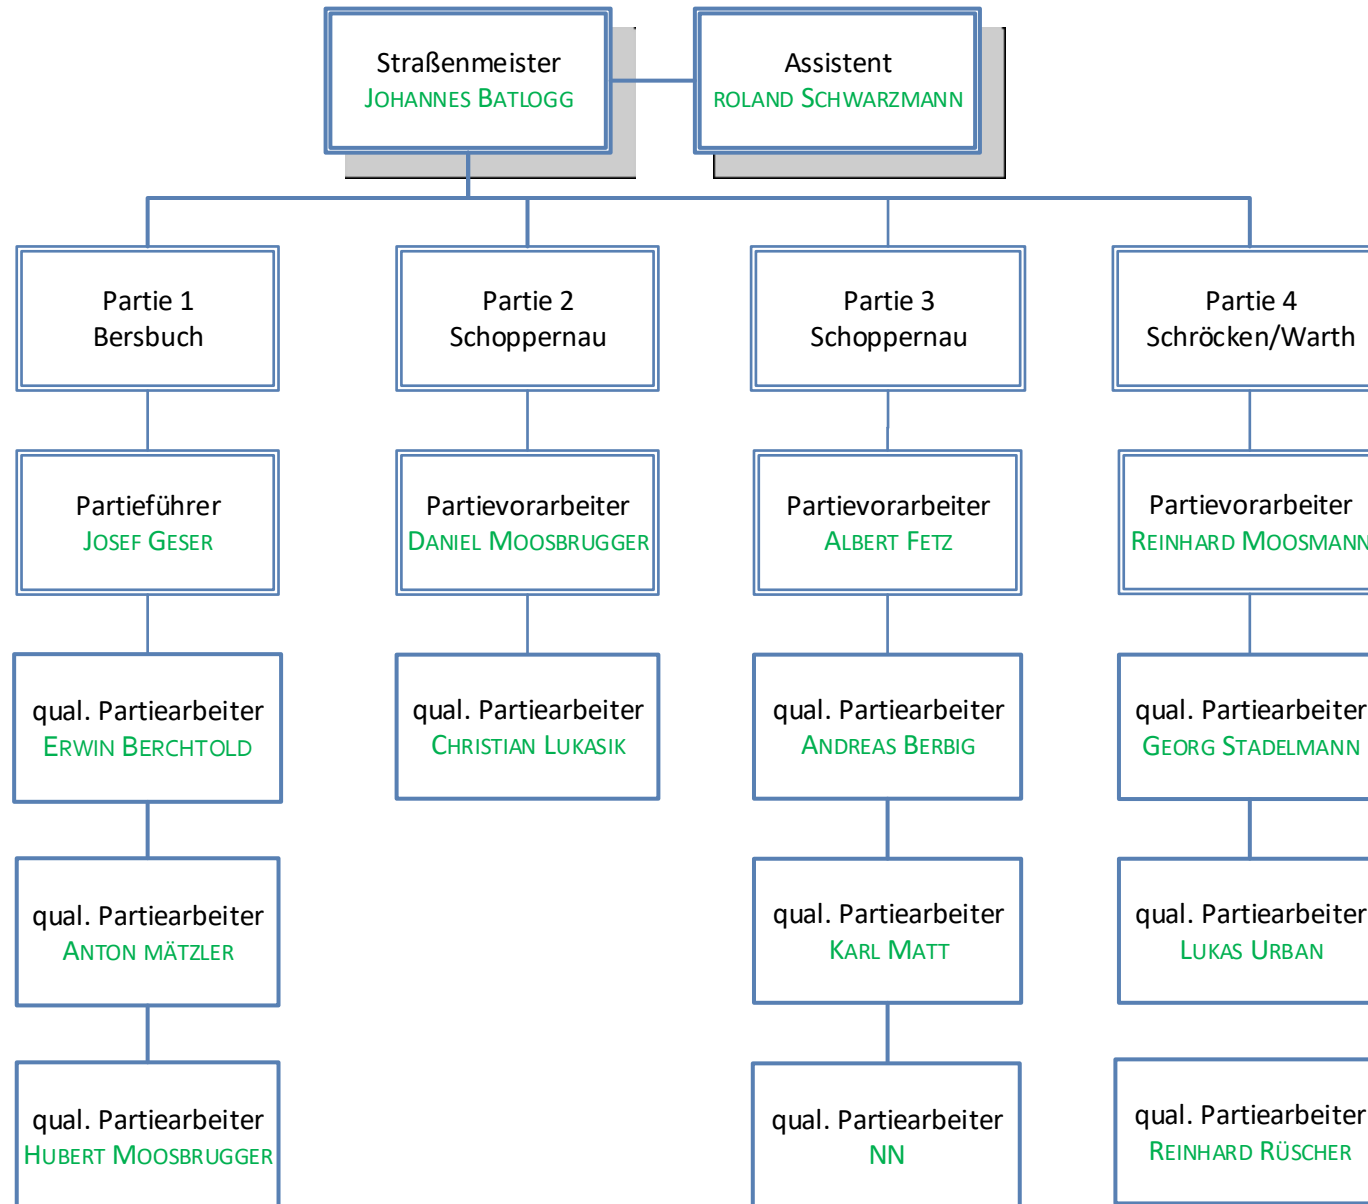 Straßenmeister
JOHANNES BATLOGG
Assistent
ROLAND SCHWARZMANN
Partie 1
Bersbuch
Partie 2
Schoppernau
Partie 3
Schoppernau
Partie 4
Schröcken/Warth
Partieführer
JOSEF GESER
Partievorarbeiter
DANIEL MOOSBRUGGER
Partievorarbeiter
ALBERT FETZ
Partievorarbeiter
REINHARD MOOSMANN
qual. Partiearbeiter
ERWIN BERCHTOLD
qual. Partiearbeiter
CHRISTIAN LUKASIK
qual. Partiearbeiter
ANDREAS BERBIG
qual. Partiearbeiter
GEORG STADELMANN
qual. Partiearbeiter
ANTON MÄTZLER
qual. Partiearbeiter
KARL MATT
qual. Partiearbeiter
LUKAS URBAN
qual. Partiearbeiter
HUBERT MOOSBRUGGER
qual. Partiearbeiter
NN
qual. Partiearbeiter
REINHARD RÜSCHER